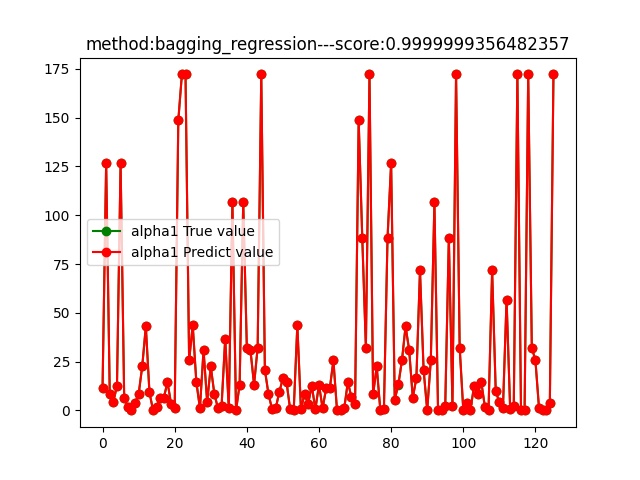 method:bagging_regression---score:0.9999999356482357
175
150
125
100
75
50
25
0
alpha1 True value
alpha1 Predict value
0 20 40 60 80 100 120